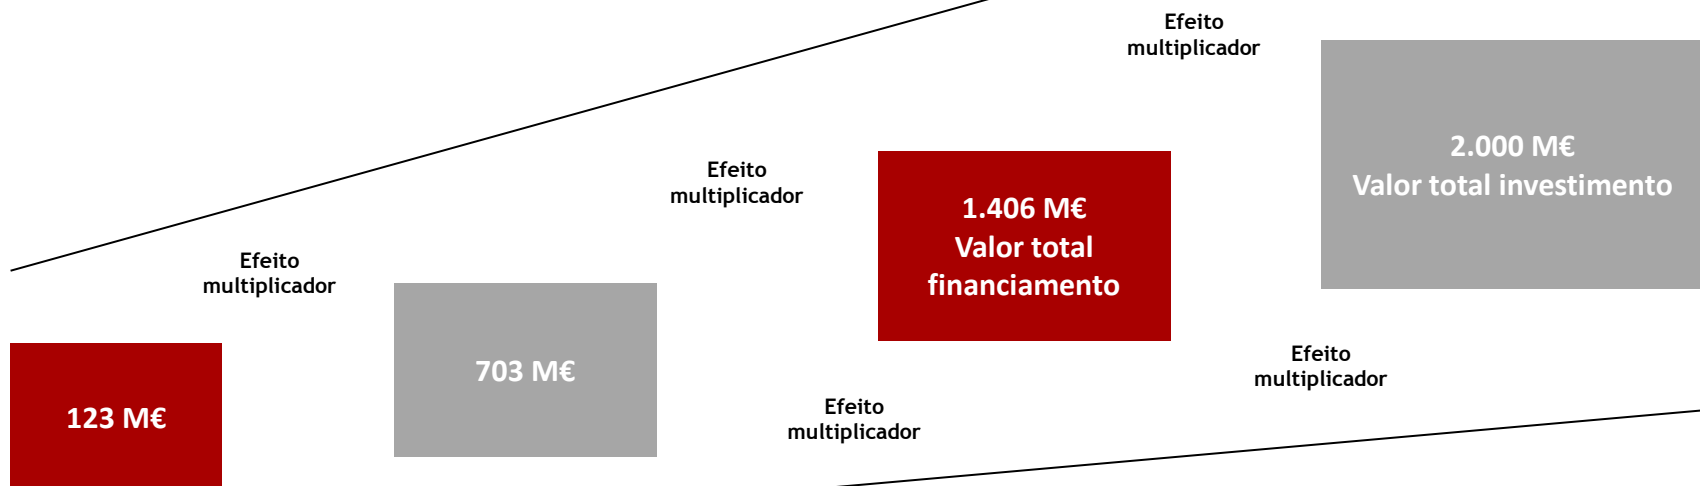 Efeito
multiplicador
2.000 M€
Valor total investimento
Efeito
multiplicador
1.406 M€
Valor total
financiamento
Efeito
multiplicador
703 M€
Efeito
multiplicador
123 M€
Efeito
multiplicador